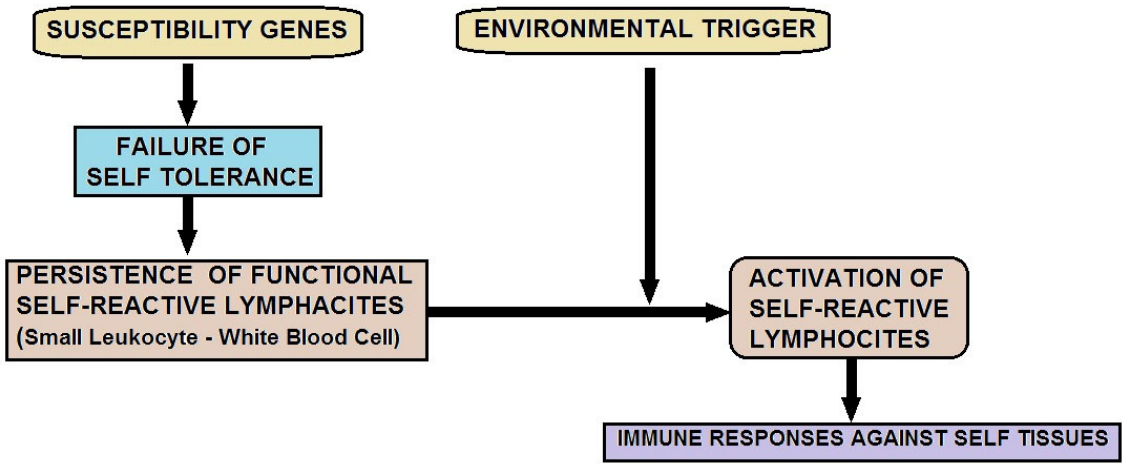 SUSCEPTIBILITY GENES
ENVIRONMENTAL TRIGGER
FAILURE OF
SELF TOLERANCE
PERSISTENCE OF FUNCTIONAL
SELF-REACTIVE LYMPHACITES
(Small Leukocyte - White Blood Cell)
ACTIVATION OF
SELF-REACTIVE
LYMPHOCITES
IMMUNE RESPONSES AGAINST SELF TISSUES